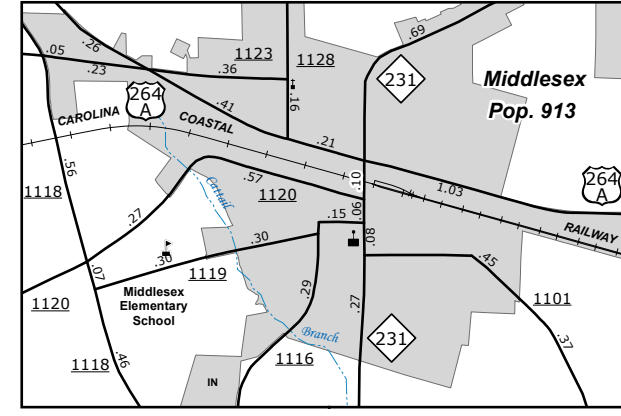 .69
.26
1123
1128
.05
.23
.36
231
Middlesex
Pop. 913
264
A
.16
.41
CAROLINA
COASTAL
.21
.56
.57
.10
1.03
264
A
1118
Cattail
1120
.06
.27
.15
RAILWAY
.30
.08
.30
1119
.45
.07
Middlesex
Elementary
School
.29
.27
1101
1120
Branch
231
.37
.46
1118
1116
IN